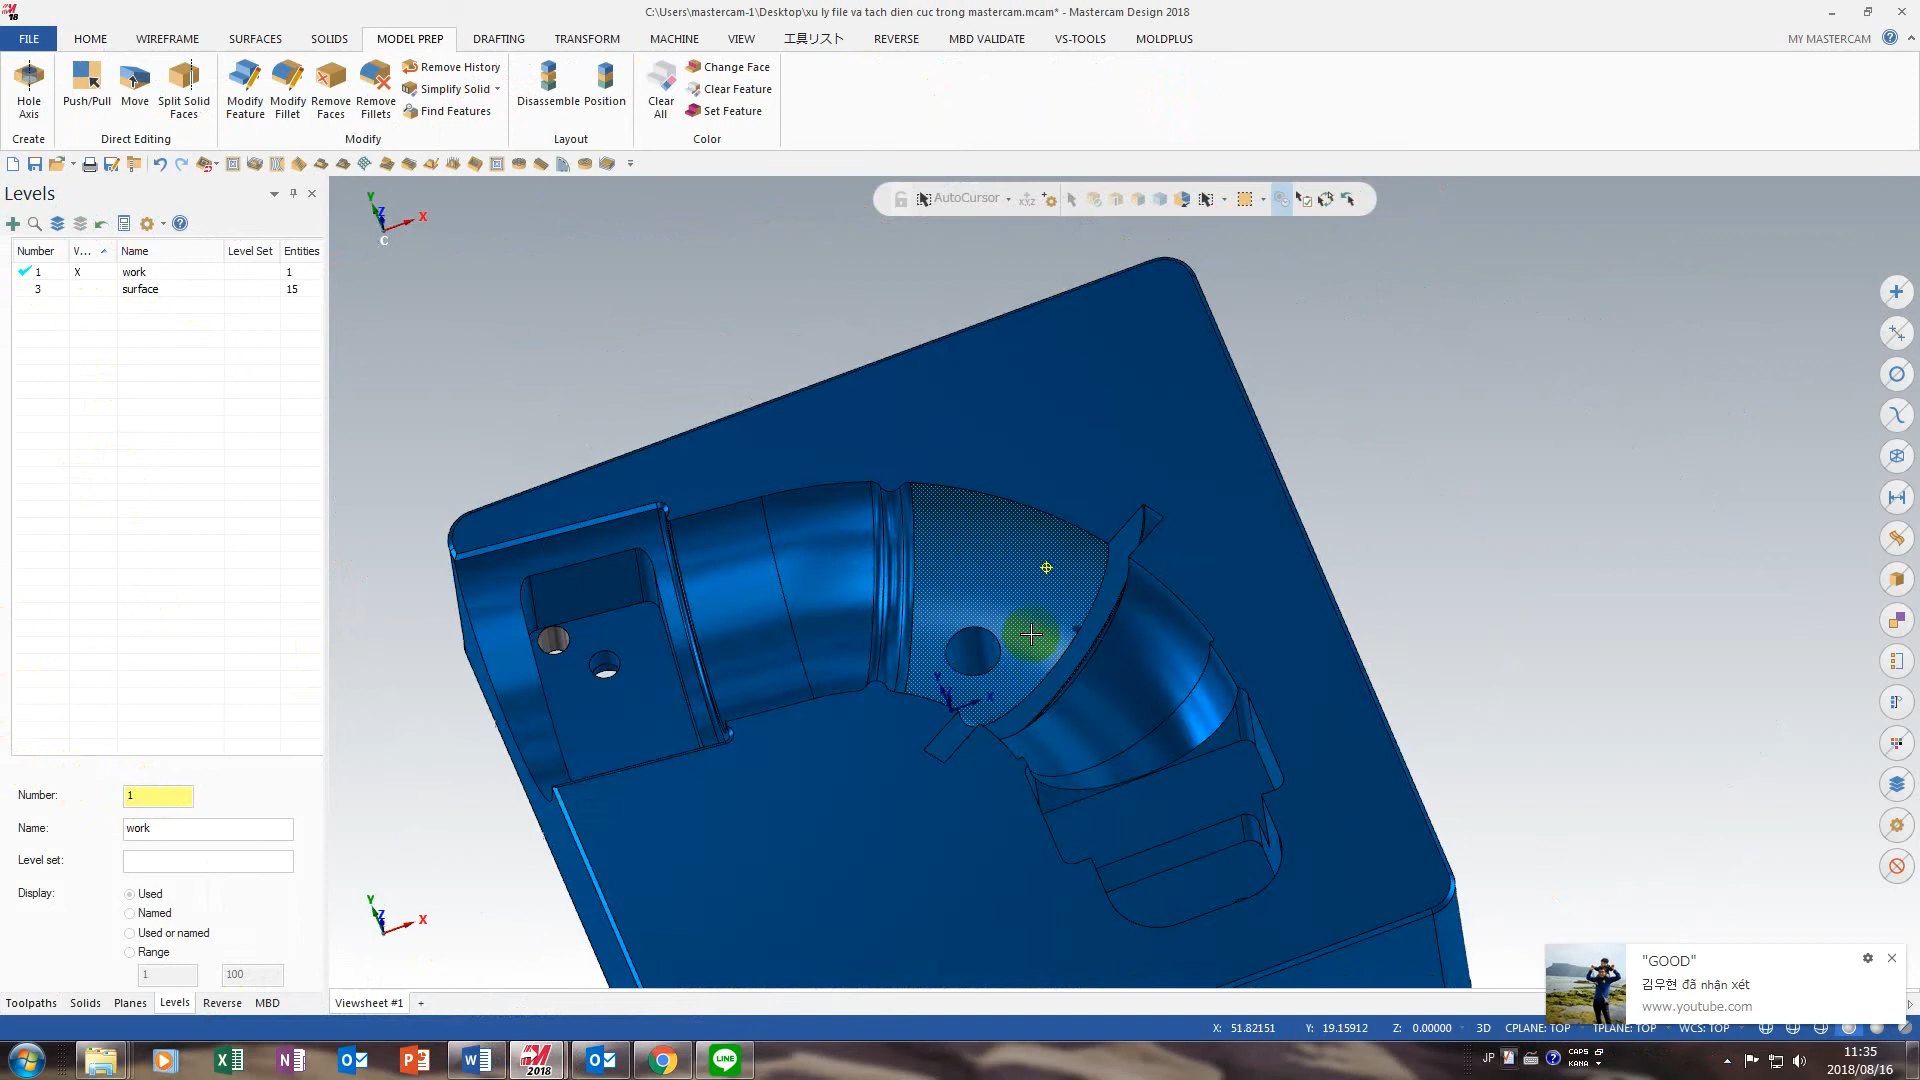 C:\Users\mastercam-1\Desktop\xu ly file va tach dien cuc trong mastercam.mcam* - Mastercam Design 2018
FILE HOME WIREFRAME SURFACES SOLIDS MODEL PREP DRAFTING TRANSFORM MACHINE VIEW 工具リスト REVERSE MBD VALIDATE VS-TOOLS MOLDPLUS MY MASTERCAM
Hole Axis
Push/Pull
Move
Split Solid Faces
Modify Feature
Modify Fillet
Remove Faces
Remove Fillets
Remove History
Simplify Solid
Find Features
Disassemble
Position
Clear All
Change Face
Clear Feature
Set Feature
Create
Direct Editing
Modify
Layout
Color
Levels
AutoCursor
Number V... Name Level Set Entities
1 X work 1
3 surface 15
Number: 1
Name: work
Level set:
Display: Used
Named
Used or named
Range
1 100
Toolpaths Solids Planes Levels Reverse MBD
Viewsheet #1 +
Y
Z
X
C
Y
X
Y
Z
X
"GOOD"
김우현 đã nhận xét
www.youtube.com
X: 51.82151 Y: 19.15912 Z: 0.00000 3D CPLANE: TOP TPLANE: TOP WCS: TOP
2018
LINE
JP
CAPS
KANA
11:35
2018/08/16